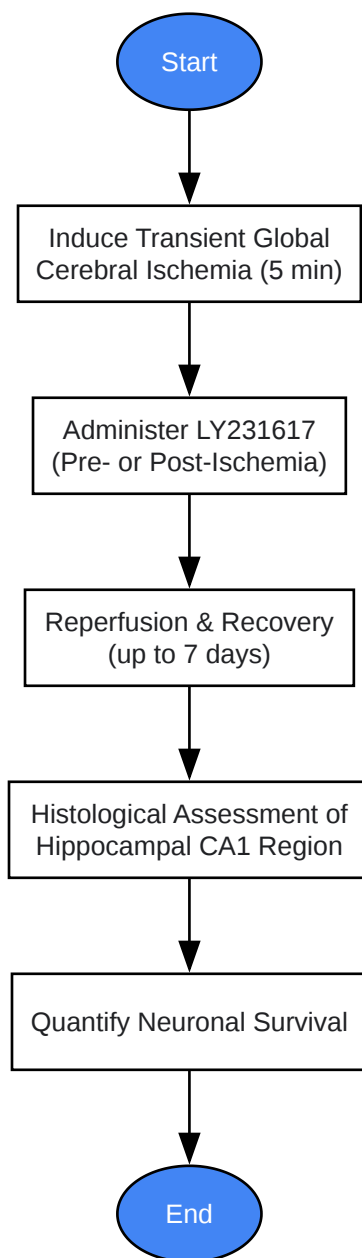 Start
Induce Transient Global
Cerebral Ischemia (5 min)
Administer LY231617
(Pre- or Post-Ischemia)
Reperfusion & Recovery
(up to 7 days)
Histological Assessment of
Hippocampal CA1 Region
Quantify Neuronal Survival
End